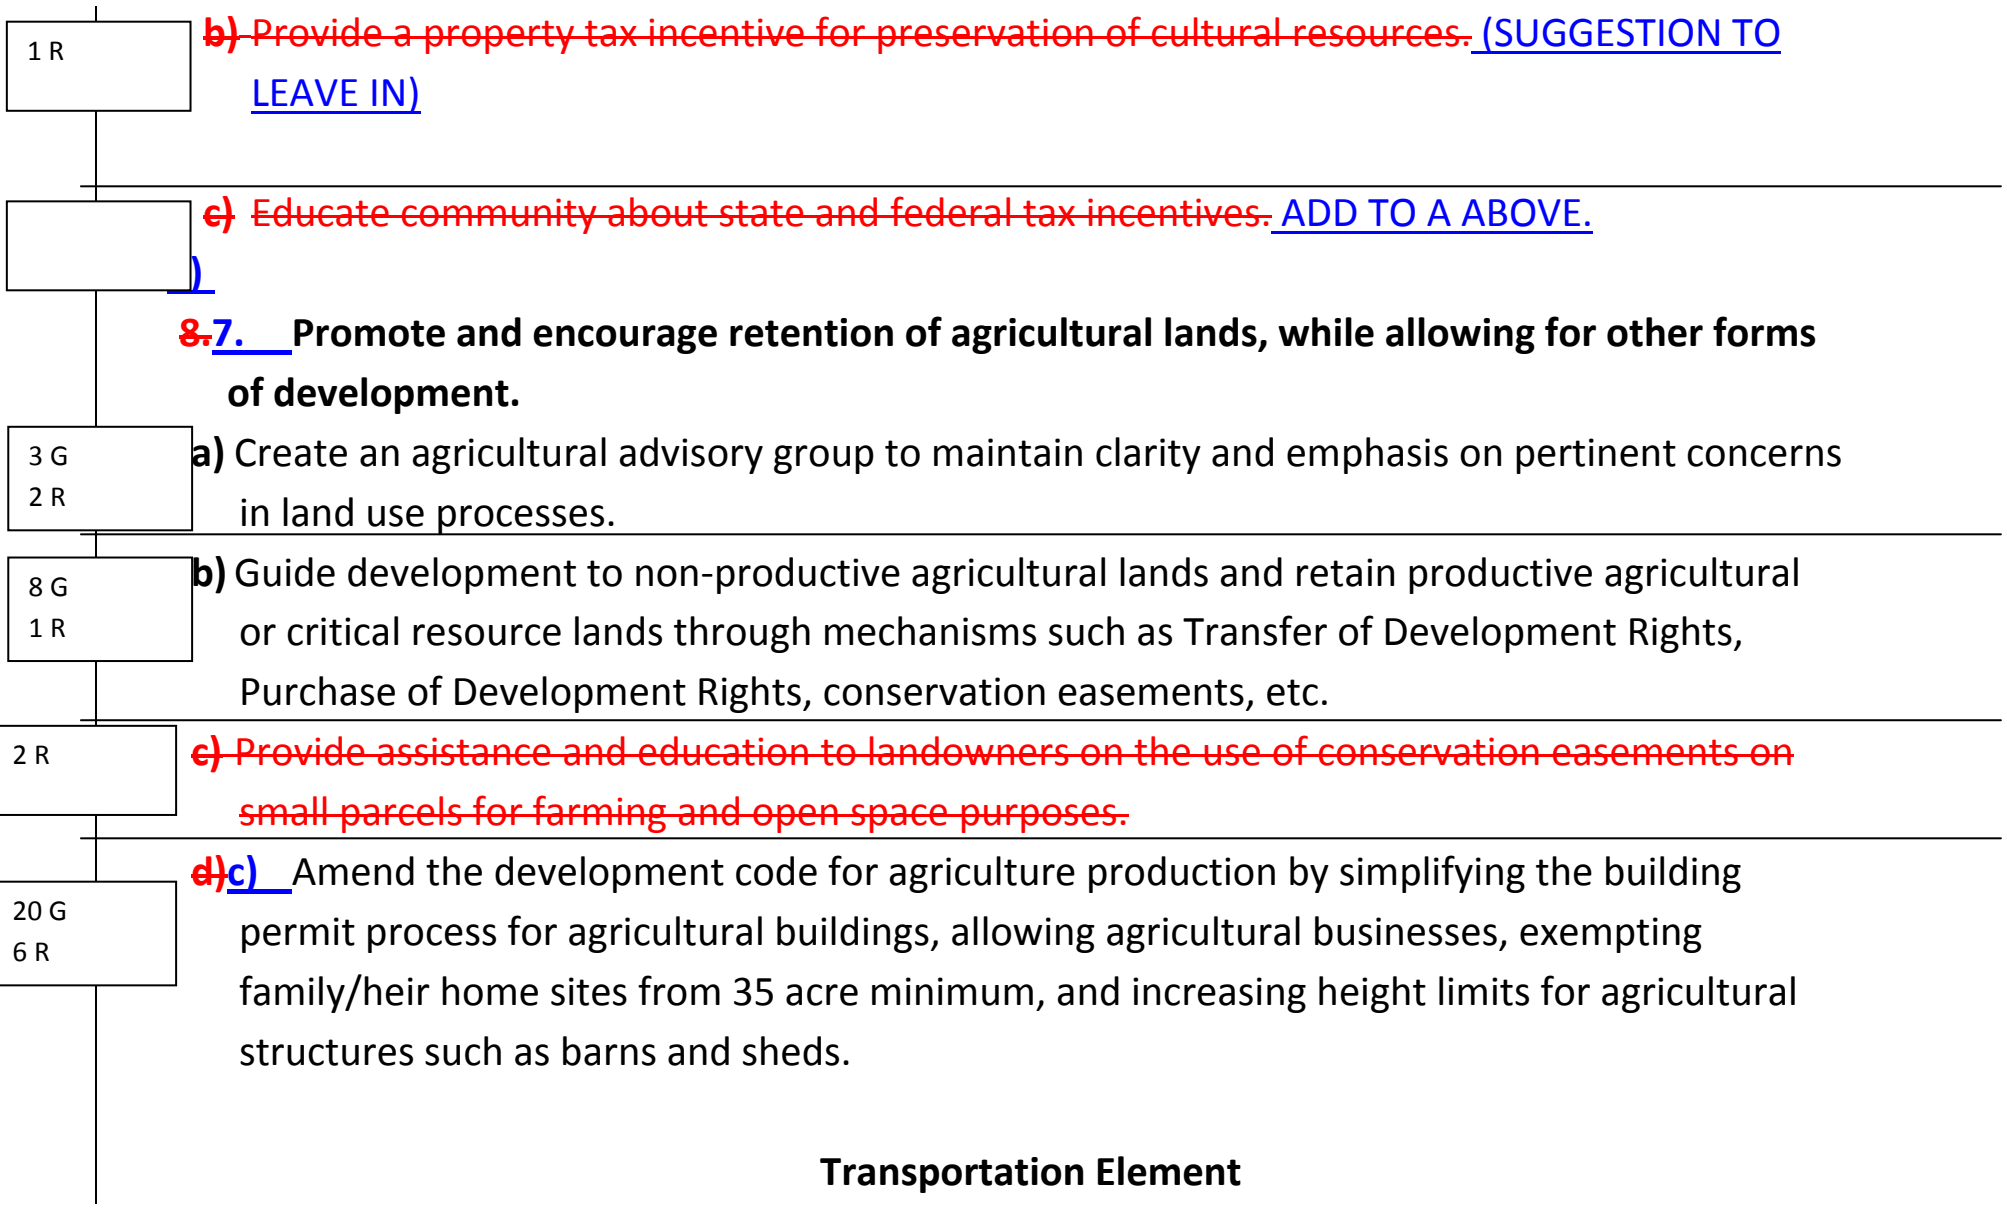 1 R
b) Provide a property tax incentive for preservation of cultural resources. (SUGGESTION TO
LEAVE IN)
c) Educate community about state and federal tax incentives. ADD TO A ABOVE.
)
8.7. Promote and encourage retention of agricultural lands, while allowing for other forms
of development.
3 G
2 R
a) Create an agricultural advisory group to maintain clarity and emphasis on pertinent concerns
in land use processes.
8 G
1 R
b) Guide development to non-productive agricultural lands and retain productive agricultural
or critical resource lands through mechanisms such as Transfer of Development Rights,
Purchase of Development Rights, conservation easements, etc.
2 R
c) Provide assistance and education to landowners on the use of conservation easements on
small parcels for farming and open space purposes.
20 G
6 R
d)c) Amend the development code for agriculture production by simplifying the building
permit process for agricultural buildings, allowing agricultural businesses, exempting
family/heir home sites from 35 acre minimum, and increasing height limits for agricultural
structures such as barns and sheds.
Transportation Element